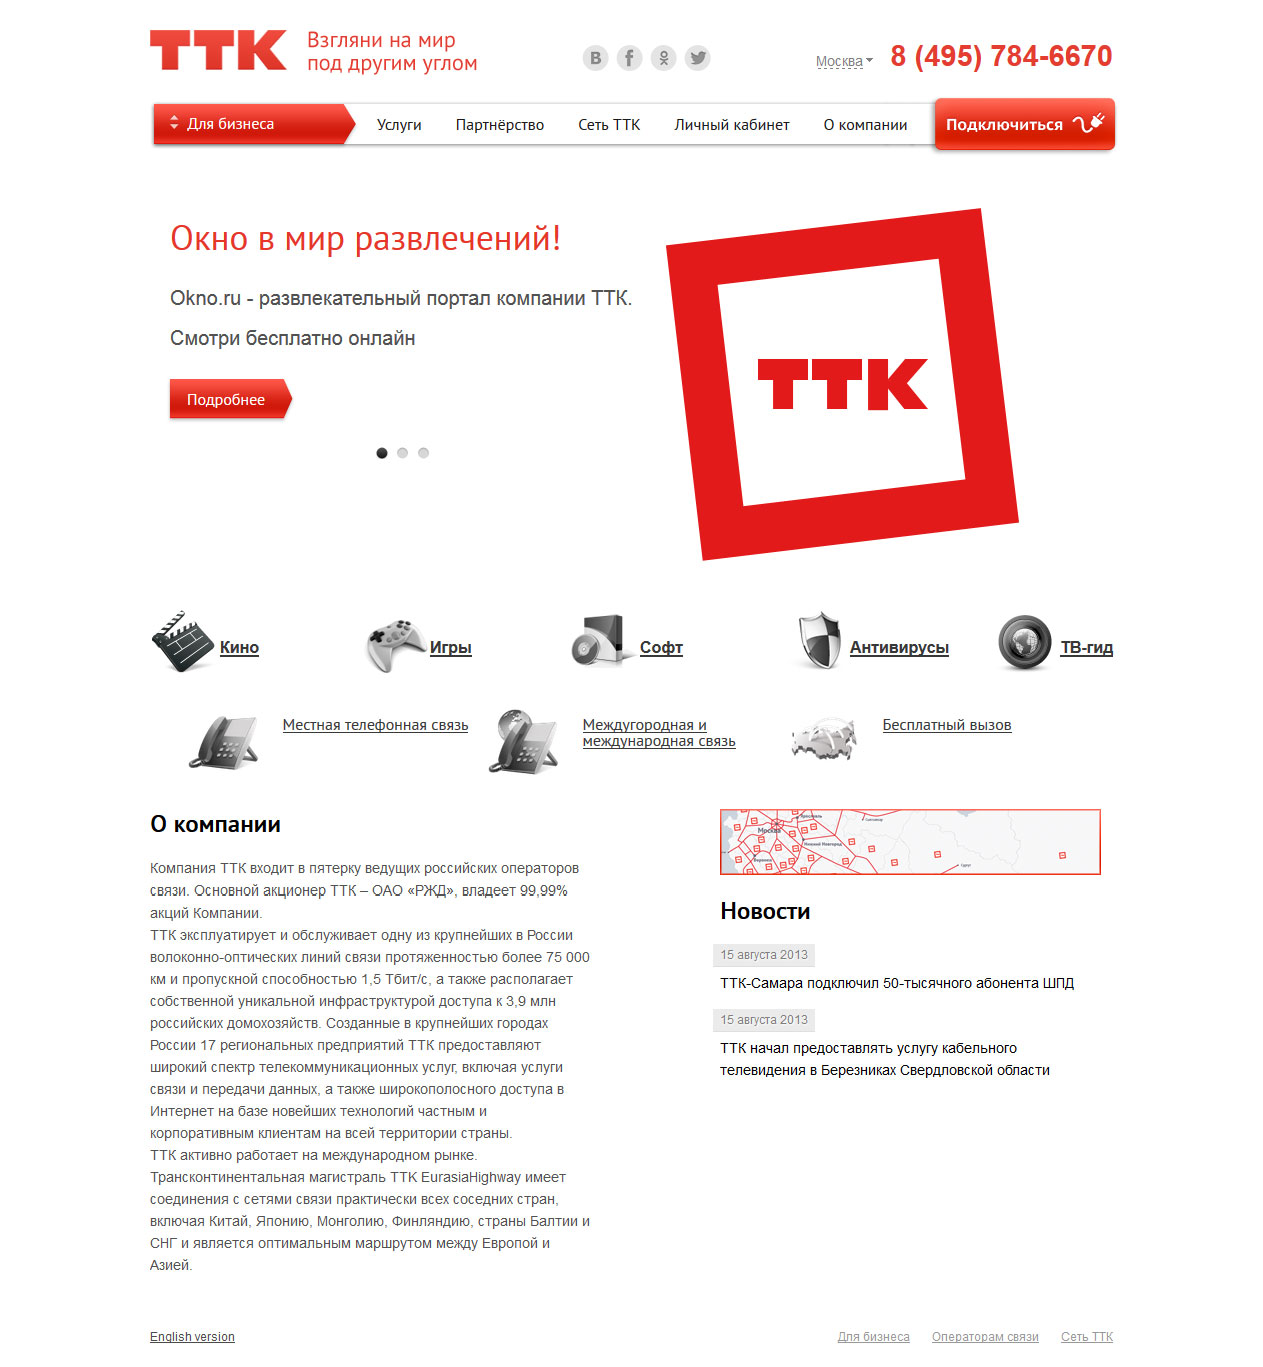 ТТК
Взгляни на мир
под другим углом
Москва
8 (495) 784-6670
Для бизнеса
Услуги
Партнёрство
Сеть ТТК
Личный кабинет
О компании
Подключиться
Окно в мир развлечений!
Okno.ru - развлекательный портал компании ТТК.
Смотри бесплатно онлайн
Подробнее
ТТК
Кино
Игры
Софт
Антивирусы
ТВ-гид
Местная телефонная связь
Междугородная и
международная связь
Бесплатный вызов
О компании
Компания ТТК входит в пятерку ведущих российских операторов
связи. Основной акционер ТТК – ОАО «РЖД», владеет 99,99%
акций Компании.
ТТК эксплуатирует и обслуживает одну из крупнейших в России
волоконно-оптических линий связи протяженностью более 75 000
км и пропускной способностью 1,5 Тбит/с, а также располагает
собственной уникальной инфраструктурой доступа к 3,9 млн
российских домохозяйств. Созданные в крупнейших городах
России 17 региональных предприятий ТТК предоставляют
широкий спектр телекоммуникационных услуг, включая услуги
связи и передачи данных, а также широкополосного доступа в
Интернет на базе новейших технологий частным и
корпоративным клиентам на всей территории страны.
ТТК активно работает на международном рынке.
Трансконтинентальная магистраль ТТК EurasiaHighway имеет
соединения с сетями связи практически всех соседних стран,
включая Китай, Японию, Монголию, Финляндию, страны Балтии и
СНГ и является оптимальным маршрутом между Европой и
Азией.
Ярославль
Москва
Нижний Новгород
Воронеж
Сургут
Новости
15 августа 2013
ТТК-Самара подключил 50-тысячного абонента ШПД
15 августа 2013
ТТК начал предоставлять услугу кабельного
телевидения в Березниках Свердловской области
English version
Для бизнеса
Операторам связи
Сеть ТТК